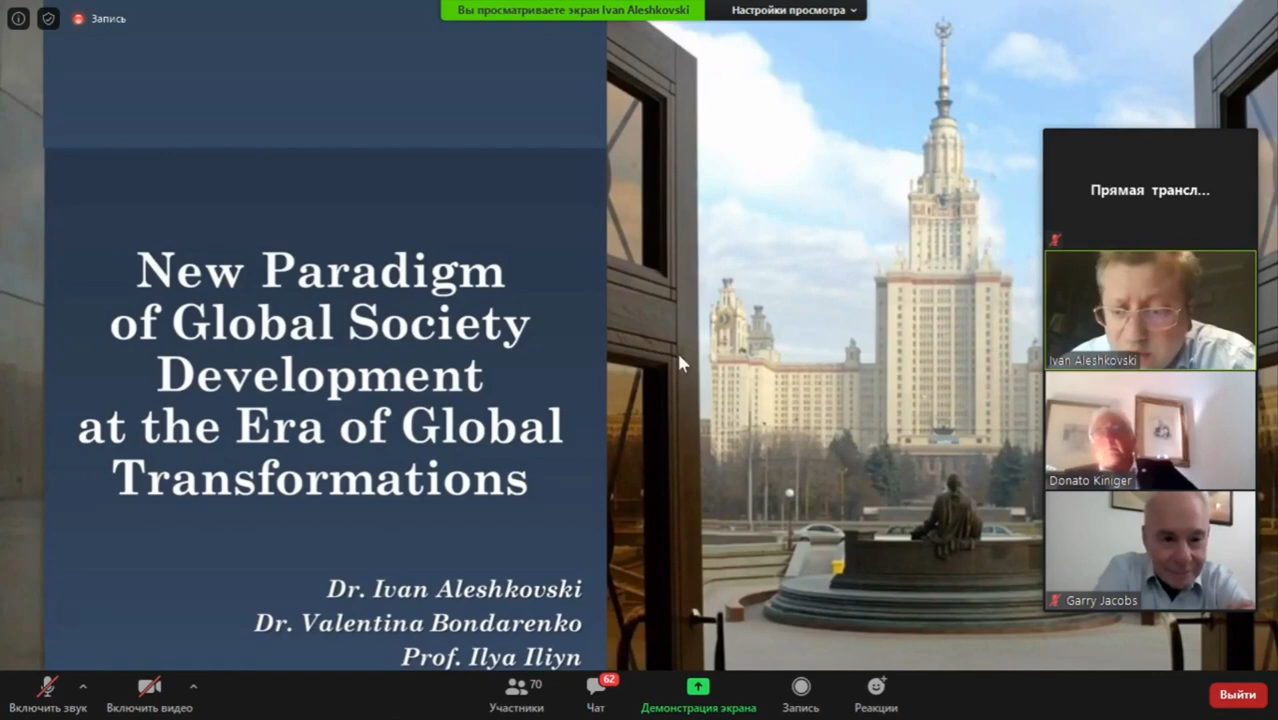 Запись
Вы просматриваете экран Ivan Aleshkovski
Настройки просмотра
New Paradigm
of Global Society
Development
at the Era of Global
Transformations
Dr. Ivan Aleshkovski
Dr. Valentina Bondarenko
Prof. Ilya Iliyn
Прямая трансл...
Ivan Aleshkovski
Donato Kiniger
Garry Jacobs
Включить звук
Включить видео
70
Участники
62
Чат
Демонстрация экрана
Запись
Реакции
Выйти